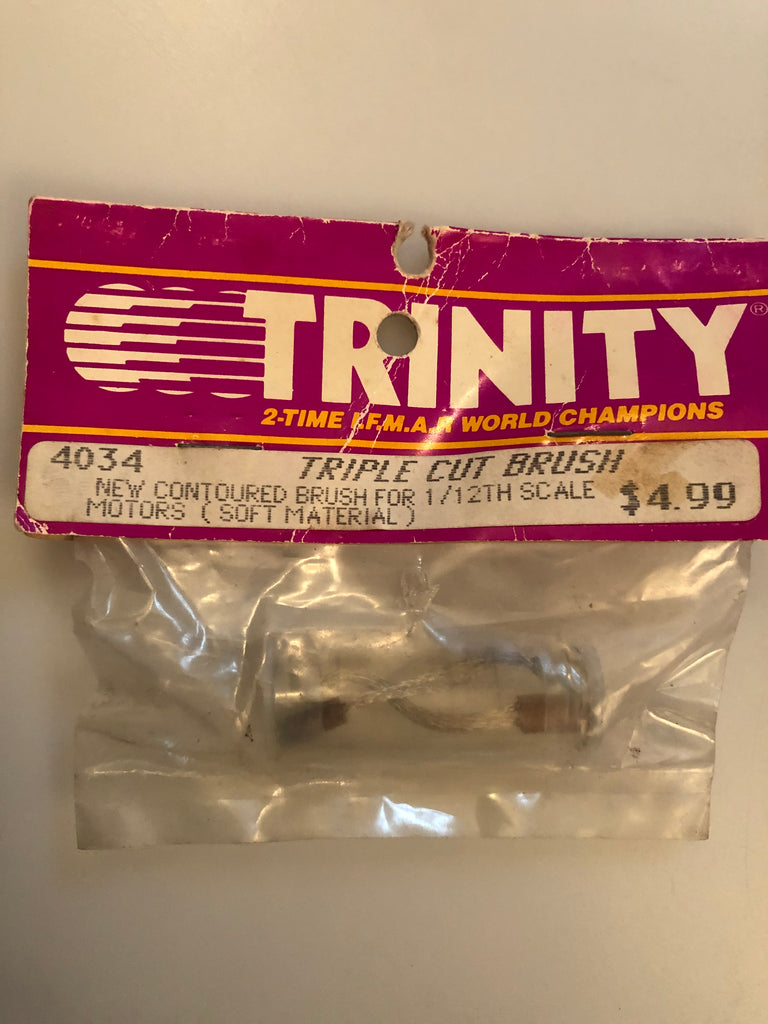 TRINITY®
2-TIME I.F.M.A.R WORLD CHAMPIONS
4034 TRIPLE CUT BRUSH
NEW CONTOURED BRUSH FOR 1/12TH SCALE
MOTORS (SOFT MATERIAL) $4.99